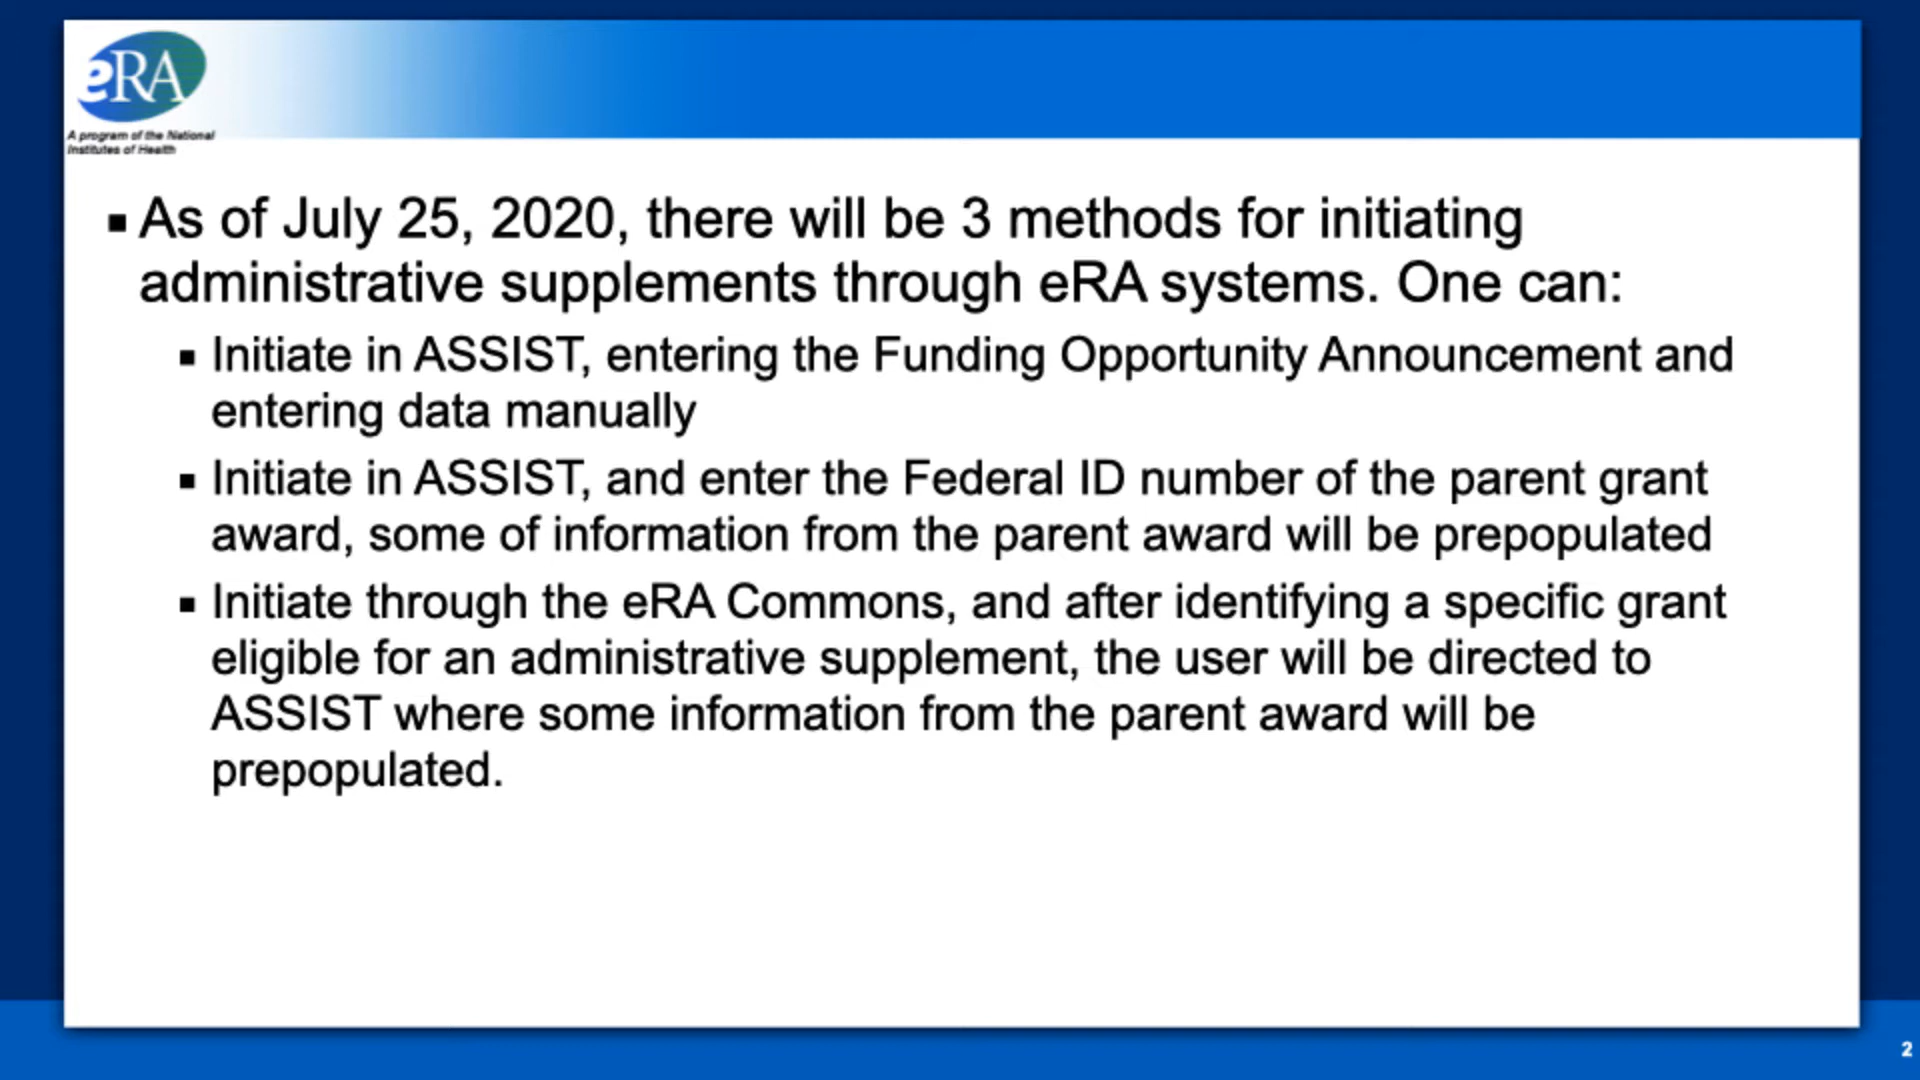 eRA
A program of the National
Institutes of Health
▪ As of July 25, 2020, there will be 3 methods for initiating
administrative supplements through eRA systems. One can:
▪ Initiate in ASSIST, entering the Funding Opportunity Announcement and
entering data manually
▪ Initiate in ASSIST, and enter the Federal ID number of the parent grant
award, some of information from the parent award will be prepopulated
▪ Initiate through the eRA Commons, and after identifying a specific grant
eligible for an administrative supplement, the user will be directed to
ASSIST where some information from the parent award will be
prepopulated.
2